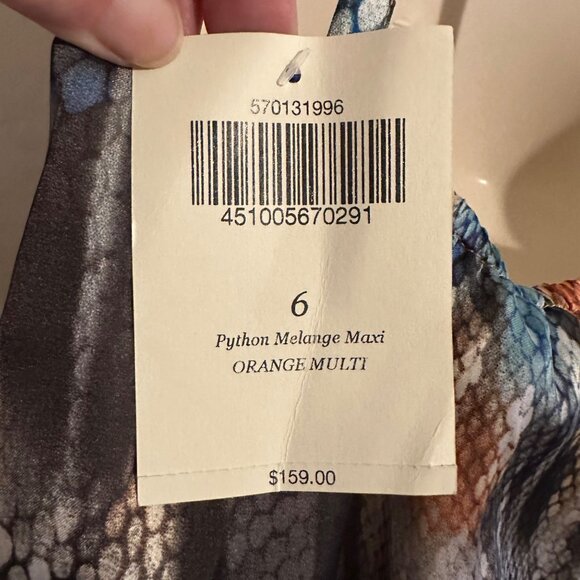 570131996
451005670291
6
Python Melange Maxi
ORANGE MULTI
$159.00